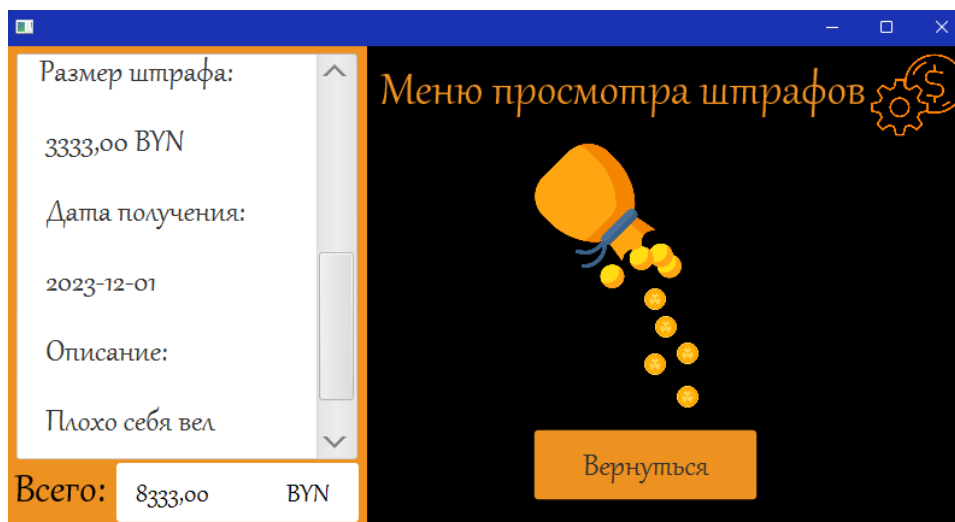 Размер штрафа:
3333,00 BYN
Дата получения:
2023-12-01
Описание:
Плохо себя вел
Всего:
8333,00 BYN
Меню просмотра штрафов
$
Вернуться